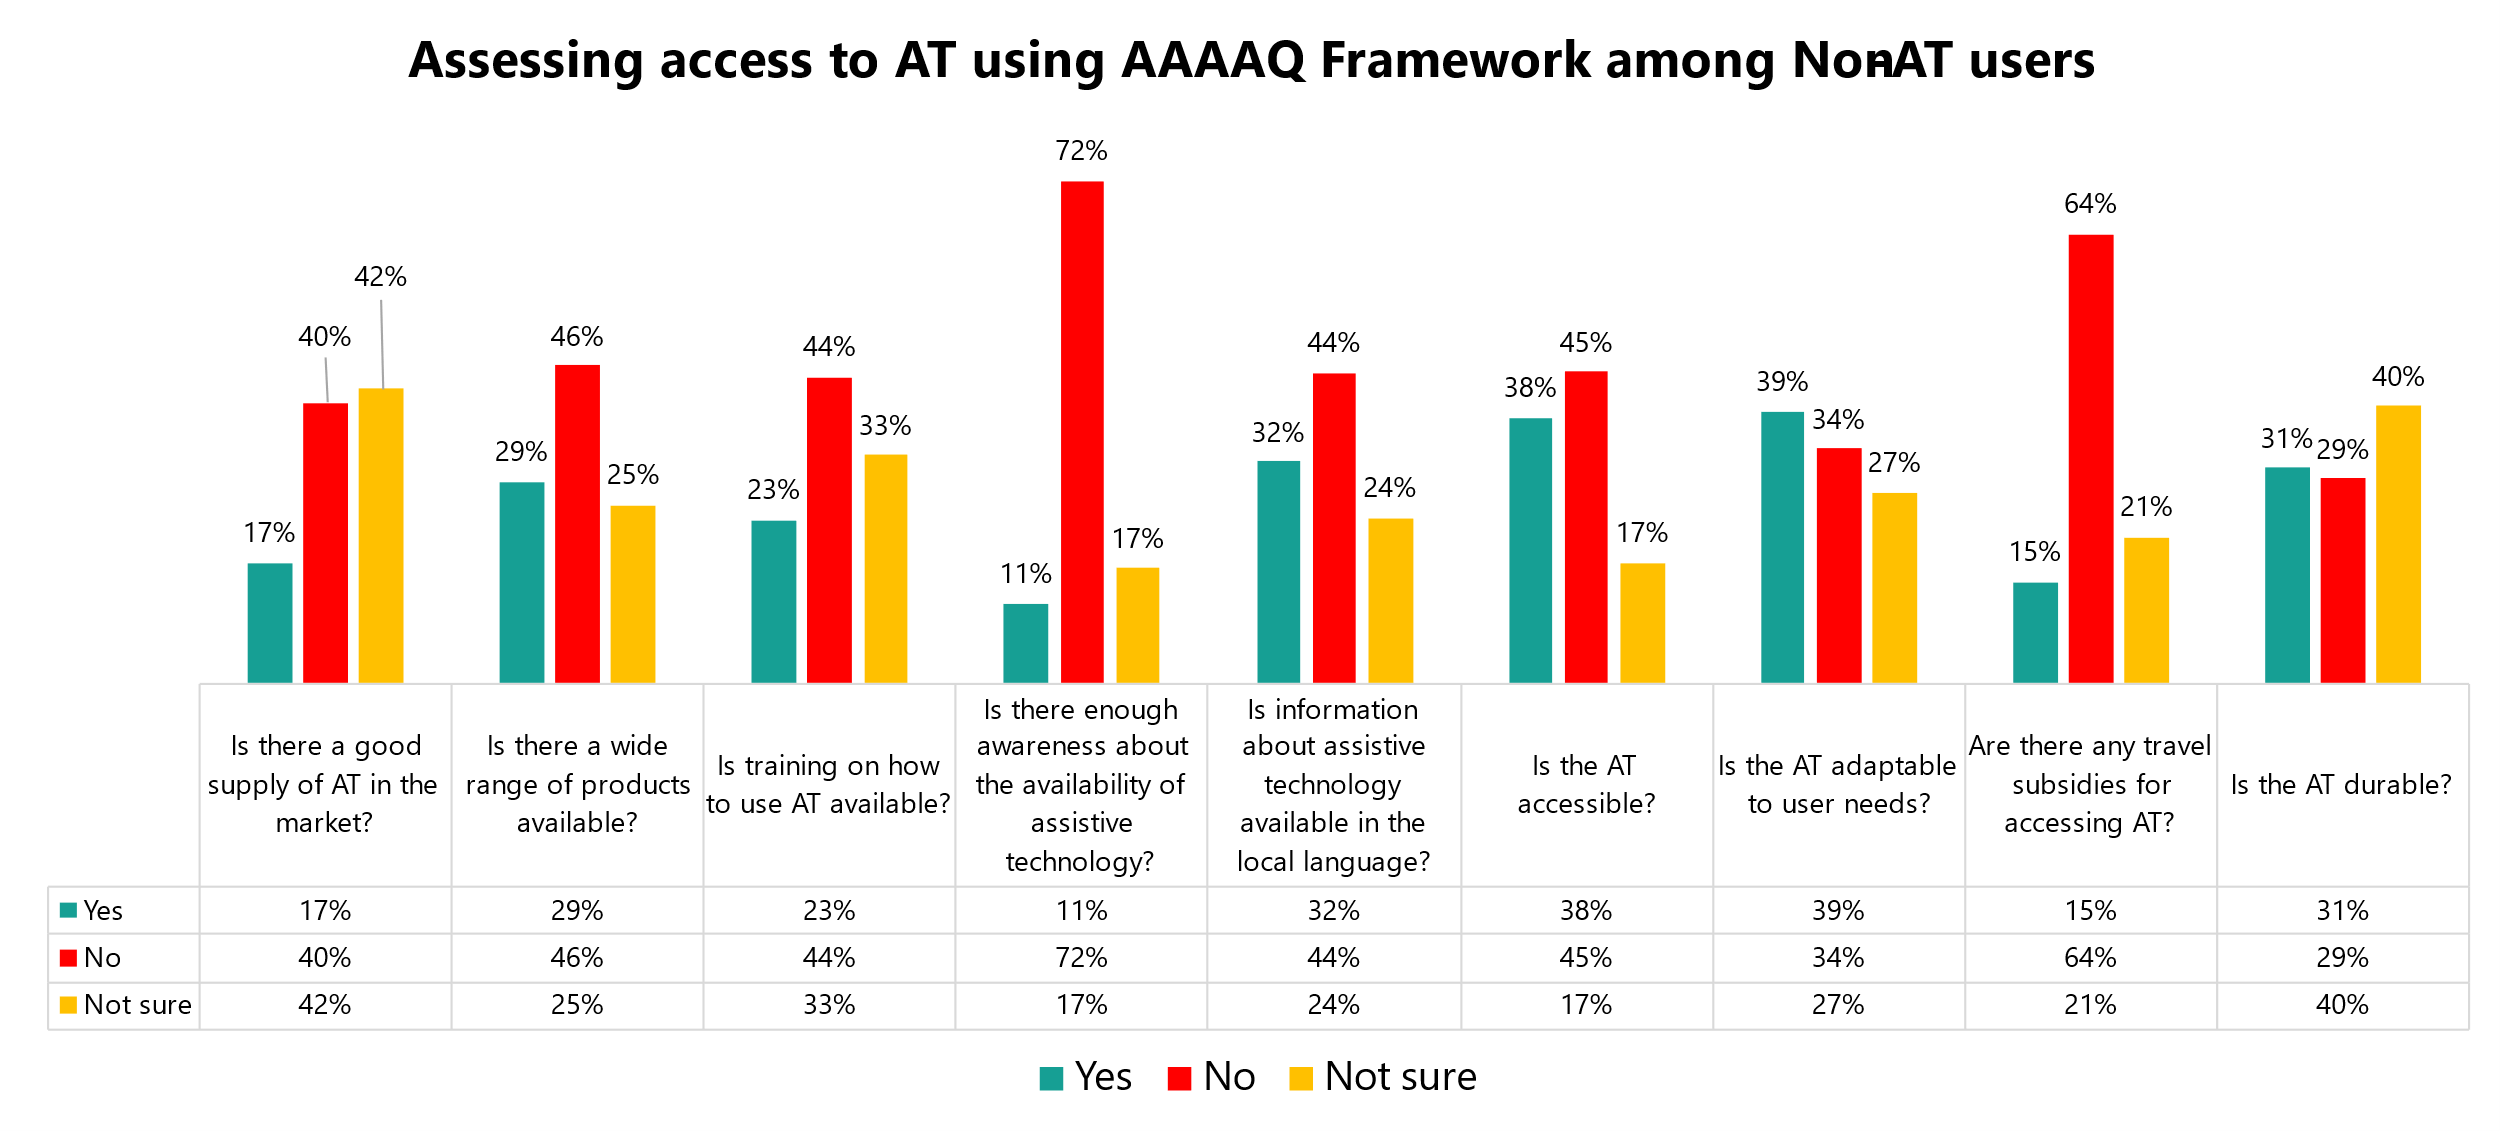 Assessing access to AT using AAAAQ Framework among Non-AT users
72%
64%
42%
40%
46%
44%
44%
45%
38%
39%
34%
40%
29%
25%
33%
23%
32%
24%
27%
31%
29%
17%
11%
17%
17%
15%
21%
Is there a good
supply of AT in the
market?
Is there a wide
range of products
available?
Is training on how
to use AT available?
Is there enough
awareness about
the availability of
assistive
technology?
Is information
about assistive
technology
available in the
local language?
Is the AT
accessible?
Is the AT adaptable
to user needs?
Are there any travel
subsidies for
accessing AT?
Is the AT durable?
Yes 17% 29% 23% 11% 32% 38% 39% 15% 31%
No 40% 46% 44% 72% 44% 45% 34% 64% 29%
Not sure 42% 25% 33% 17% 24% 17% 27% 21% 40%
Yes No Not sure